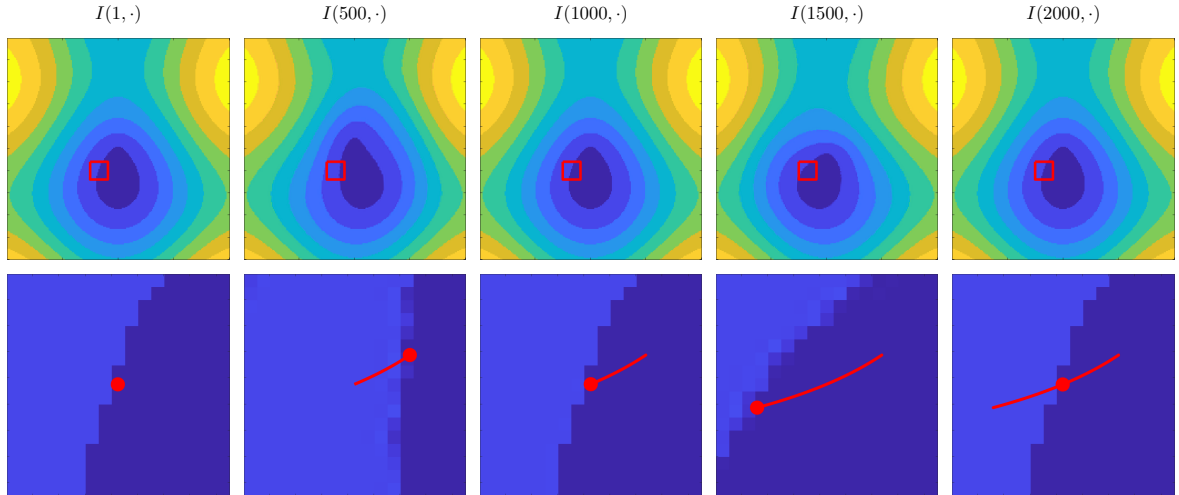 I(1, ·)
I(500, ·)
I(1000, ·)
I(1500, ·)
I(2000, ·)